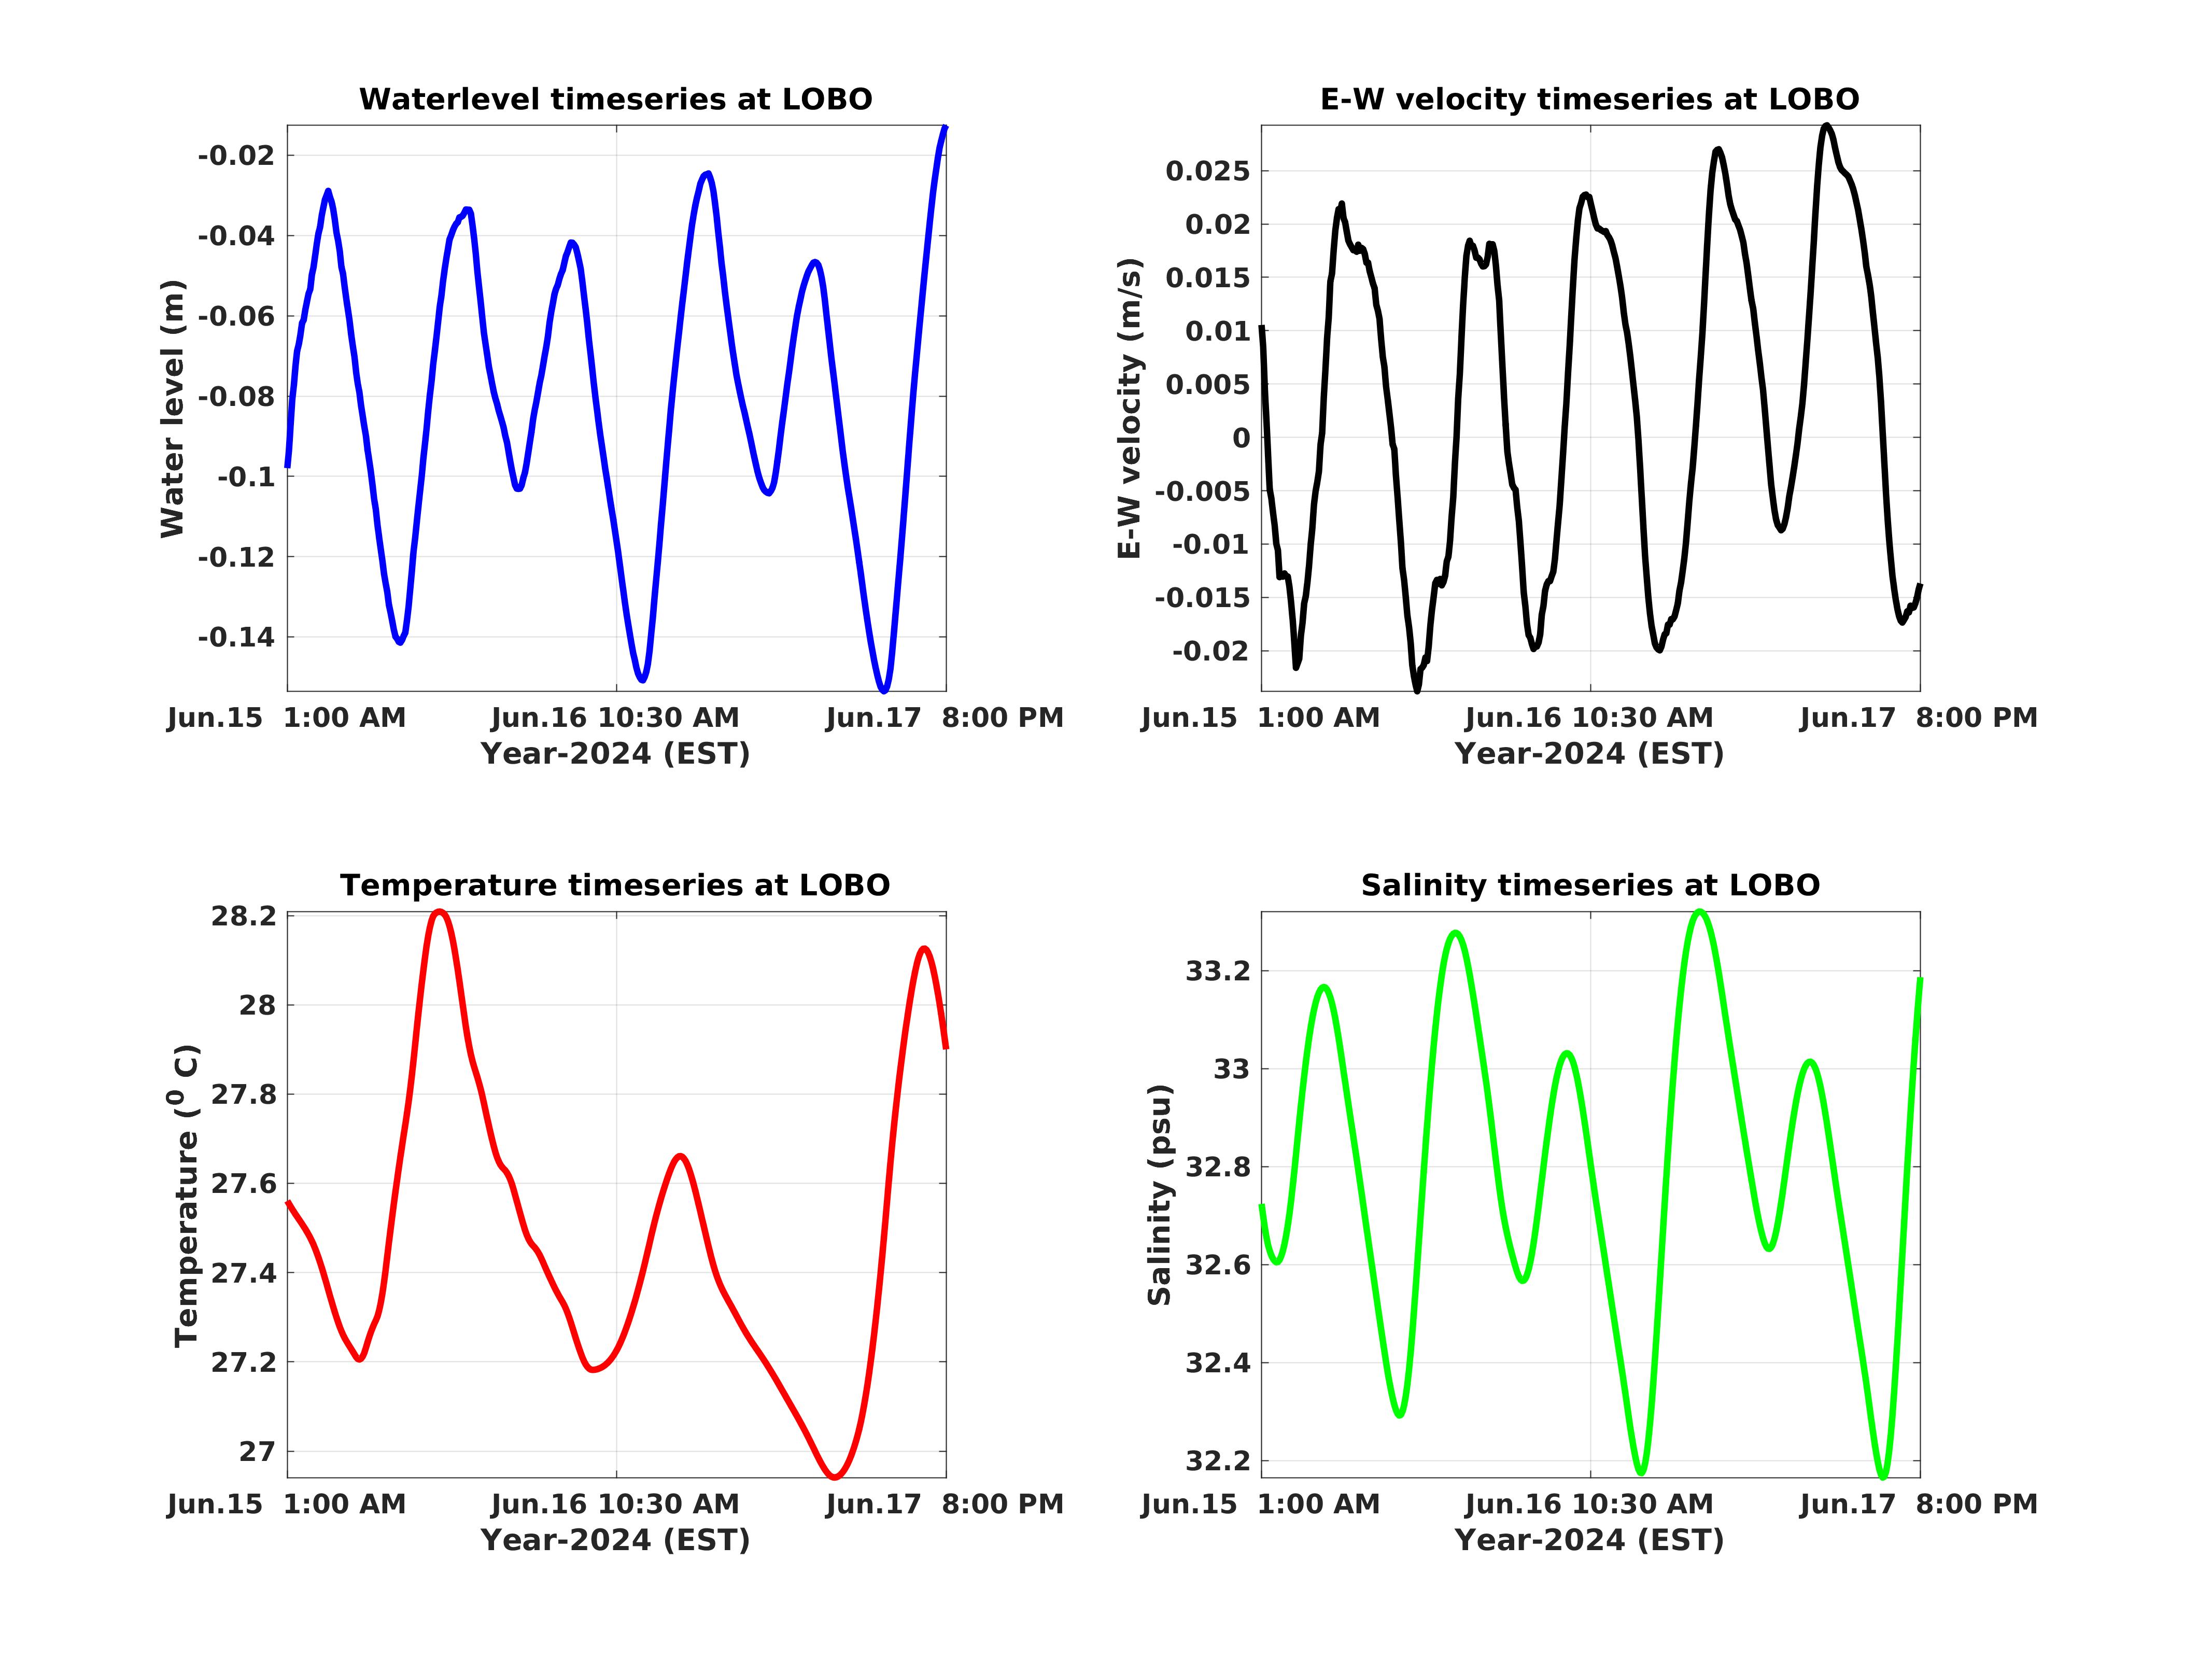 Waterlevel timeseries at LOBO
Water level (m)
-0.02
-0.04
-0.06
-0.08
-0.1
-0.12
-0.14
Jun.15 1:00 AM Jun.16 10:30 AM Jun.17 8:00 PM
Year-2024 (EST)
E-W velocity timeseries at LOBO
E-W velocity (m/s)
0.025
0.02
0.015
0.01
0.005
0
-0.005
-0.01
-0.015
-0.02
Jun.15 1:00 AM Jun.16 10:30 AM Jun.17 8:00 PM
Year-2024 (EST)
Temperature timeseries at LOBO
Temperature (⁰ C)
28.2
28
27.8
27.6
27.4
27.2
27
Jun.15 1:00 AM Jun.16 10:30 AM Jun.17 8:00 PM
Year-2024 (EST)
Salinity timeseries at LOBO
Salinity (psu)
33.2
33
32.8
32.6
32.4
32.2
Jun.15 1:00 AM Jun.16 10:30 AM Jun.17 8:00 PM
Year-2024 (EST)